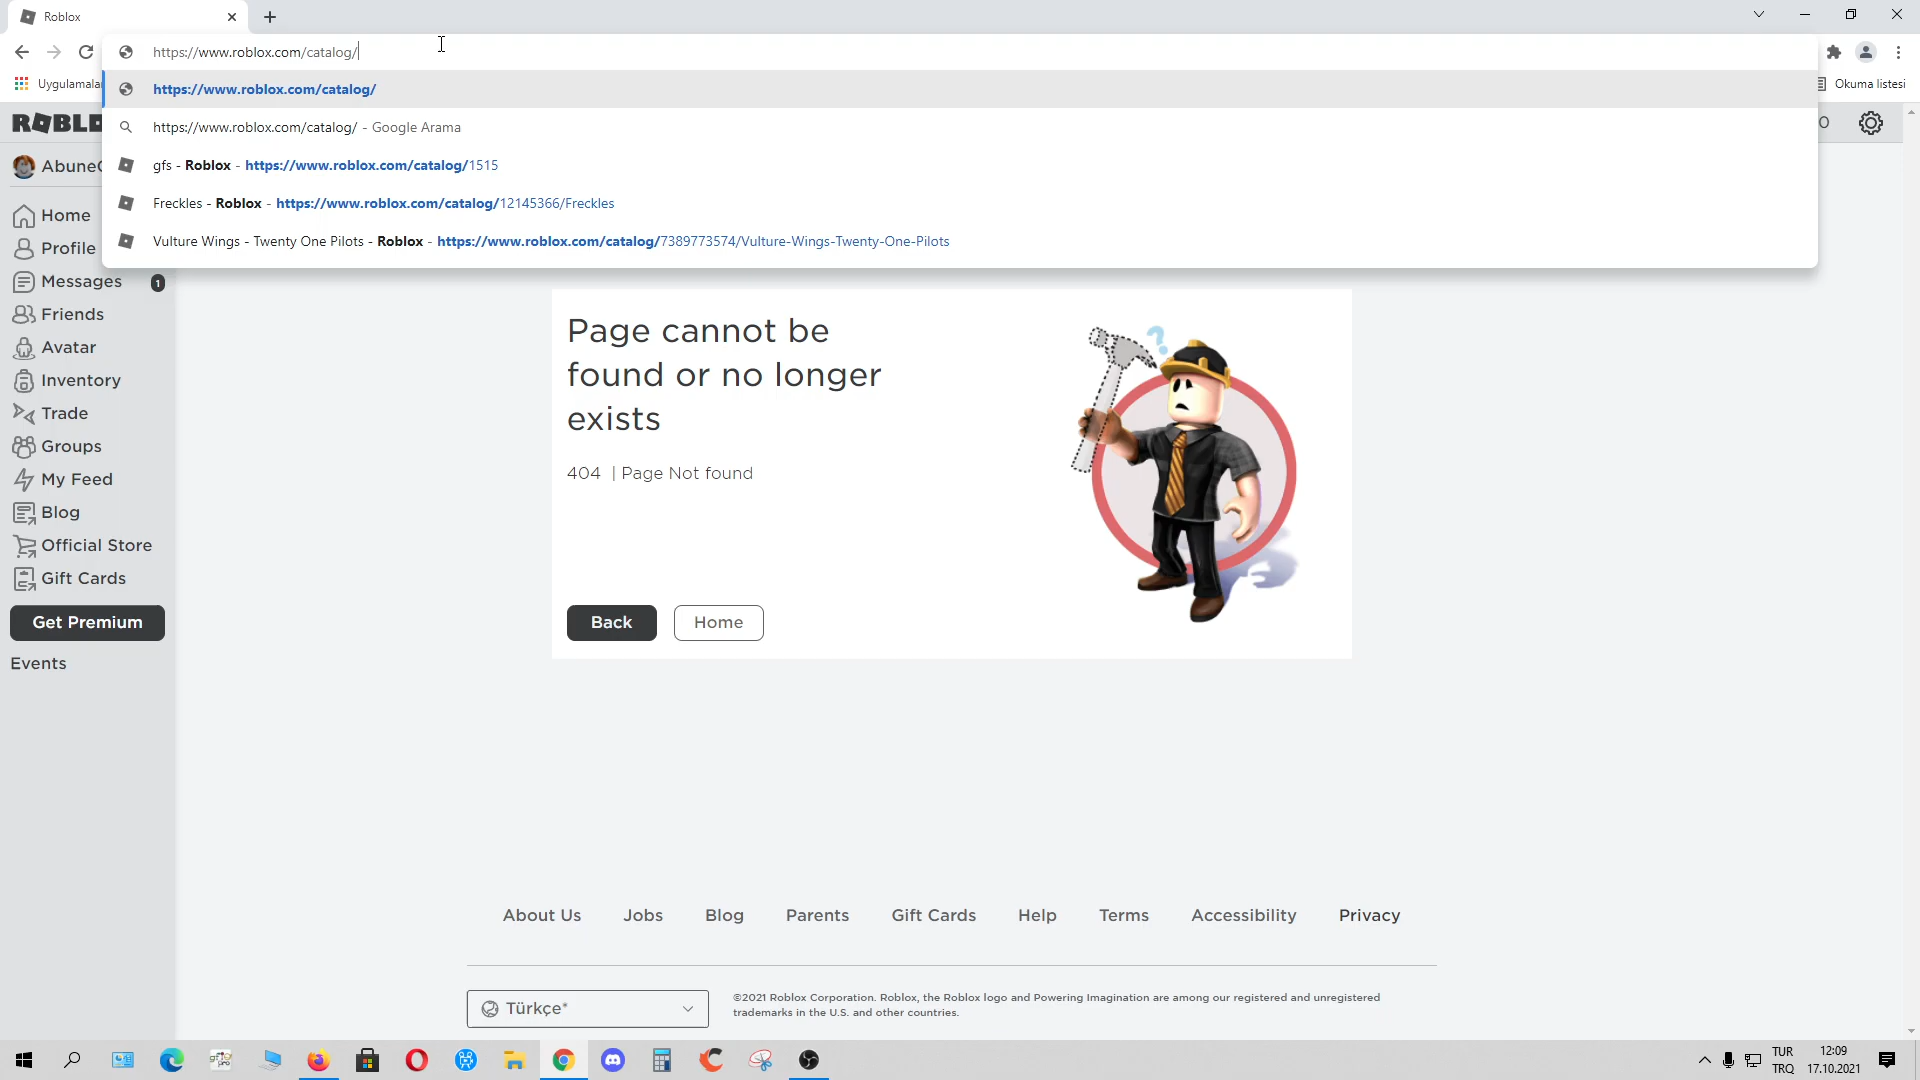 Roblox
https://www.roblox.com/catalog/
Uygulamalar
Okuma listesi
https://www.roblox.com/catalog/
https://www.roblox.com/catalog/ - Google Arama
gfs - Roblox - https://www.roblox.com/catalog/1515
Freckles - Roblox - https://www.roblox.com/catalog/12145366/Freckles
Vulture Wings - Twenty One Pilots - Roblox - https://www.roblox.com/catalog/7389773574/Vulture-Wings-Twenty-One-Pilots
ROBLO
0
Abune
Home
Profile
Messages 1
Friends
Avatar
Inventory
Trade
Groups
My Feed
Blog
Official Store
Gift Cards
Get Premium
Events
Page cannot be
found or no longer
exists
404 | Page Not found
Back Home
About Us Jobs Blog Parents Gift Cards Help Terms Accessibility Privacy
Türkçe*
©2021 Roblox Corporation. Roblox, the Roblox logo and Powering Imagination are among our registered and unregistered
trademarks in the U.S. and other countries.
TUR 12:09
TRQ 17.10.2021